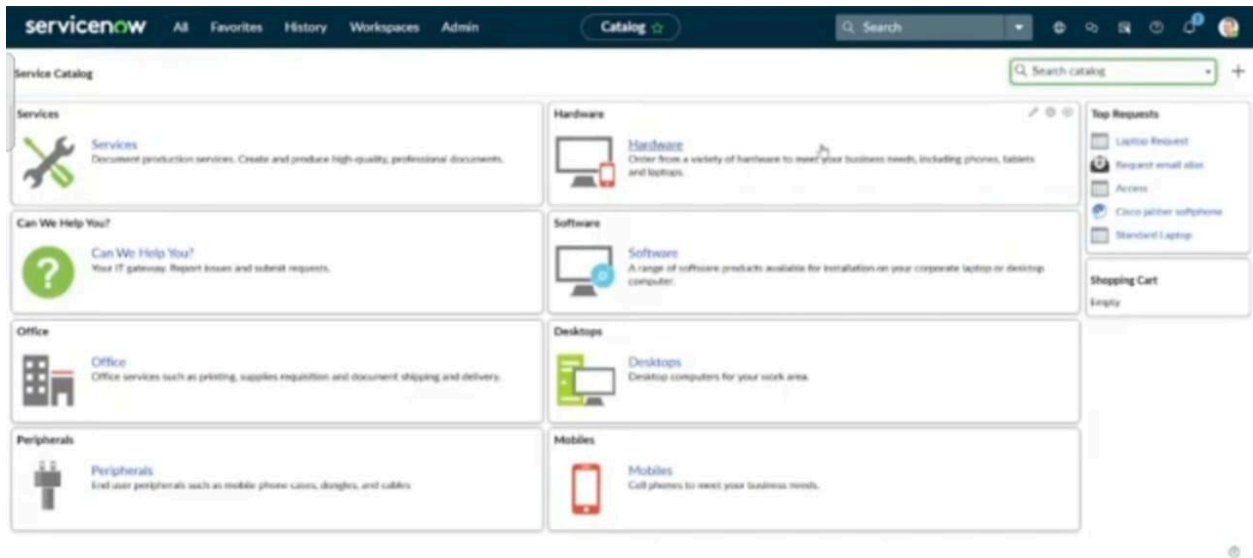 servicenow All Favorites History Workspaces Admin Catalog Search
Service Catalog Search catalog
Services
Services
Document production services. Create and produce high-quality, professional documents.
Hardware
Hardware
Order from a variety of hardware to meet your business needs, including phones, tablets
and laptops.
Can We Help You?
Can We Help You?
Your IT gateway. Report issues and submit requests.
Software
Software
A range of software products available for installation on your corporate laptop or desktop
computer.
Office
Office
Office services such as printing, supplies requisition and document shipping and delivery.
Desktops
Desktops
Desktop computers for your work area.
Peripherals
Peripherals
End user peripherals such as mobile phone cases, dongles, and cables
Mobiles
Mobiles
Cell phones to meet your business needs.
Top Requests
Laptop Request
Request email alias
Access
Cisco jabber softphone
Standard Laptop
Shopping Cart
Empty